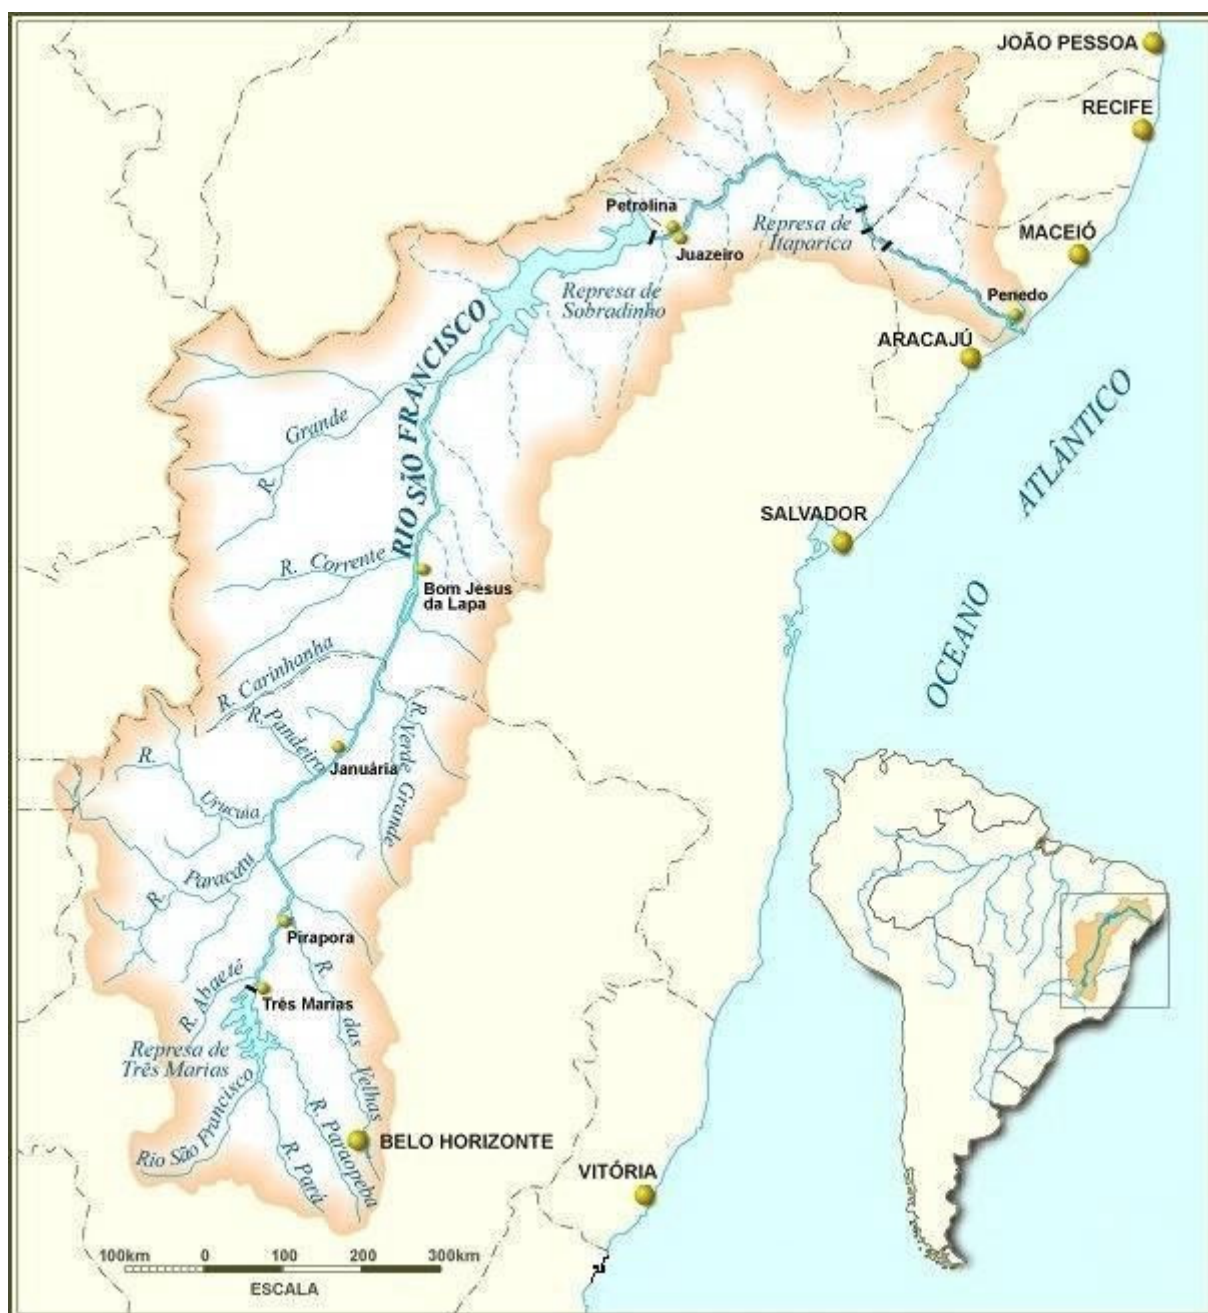 JOÃO PESSOA
RECIFE
Petrolina
Represa de
Itaparica
MACEIÓ
Juazeiro
Represa de
Sobradinho
Penedo
ARACAJÚ
RIO SÃO FRANCISCO
Grande
R.
ATLÂNTICO
SALVADOR
R. Corrente
Bom Jesus
da Lapa
OCEANO
R. Carinhanha
R. Pandeiro
R. Verde Grande
Januária
R.
Urucuia
Paracatu
R.
Pirapora
R. Abaeté
Três Marias
R. das Velhas
Represa de
Três Marias
Rio São Francisco
R. Paraopeba
R. Pará
BELO HORIZONTE
VITÓRIA
100km 0 100 200 300km
ESCALA